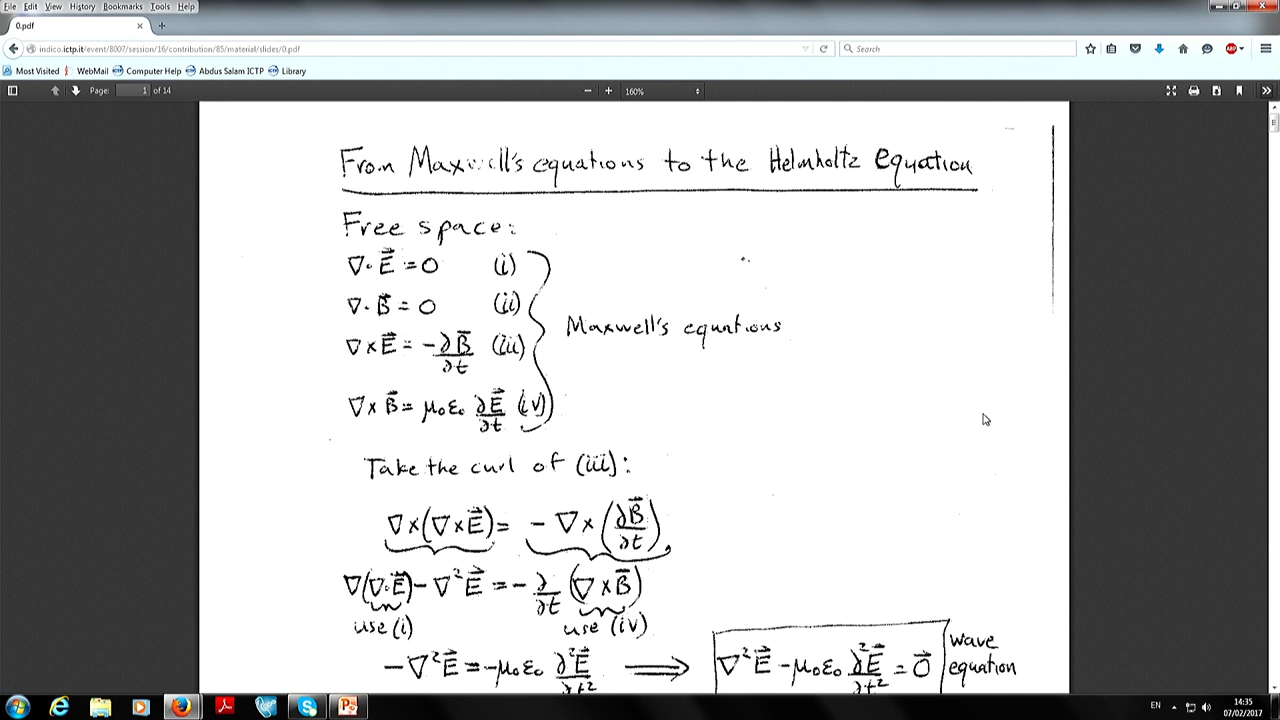 File Edit View History Bookmarks Tools Help
0.pdf
indico.ictp.it/event/8007/session/16/contribution/85/material/slides/0.pdf
Search
Most Visited WebMail Computer Help Abdus Salam ICTP Library
Page: 1 of 14 160%
From Maxwell's equations to the Helmholtz Equation
Free space:
∇·E⃗ = 0 (i)
∇·B⃗ = 0 (ii)
Maxwell's equations
∇×E⃗ = -∂B⃗/∂t (iii)
∇×B⃗ = μ₀ε₀ ∂E⃗/∂t (iv)
Take the curl of (iii):
∇×(∇×E⃗) = -∇×(∂B⃗/∂t)
∇(∇·E⃗) - ∇²E⃗ = -∂/∂t (∇×B⃗)
use (i) use (iv)
-∇²E⃗ = -μ₀ε₀ ∂²E⃗/∂t² ⟹ ∇²E⃗ - μ₀ε₀ ∂²E⃗/∂t² = 0⃗ wave equation
EN 14:35
07/02/2017